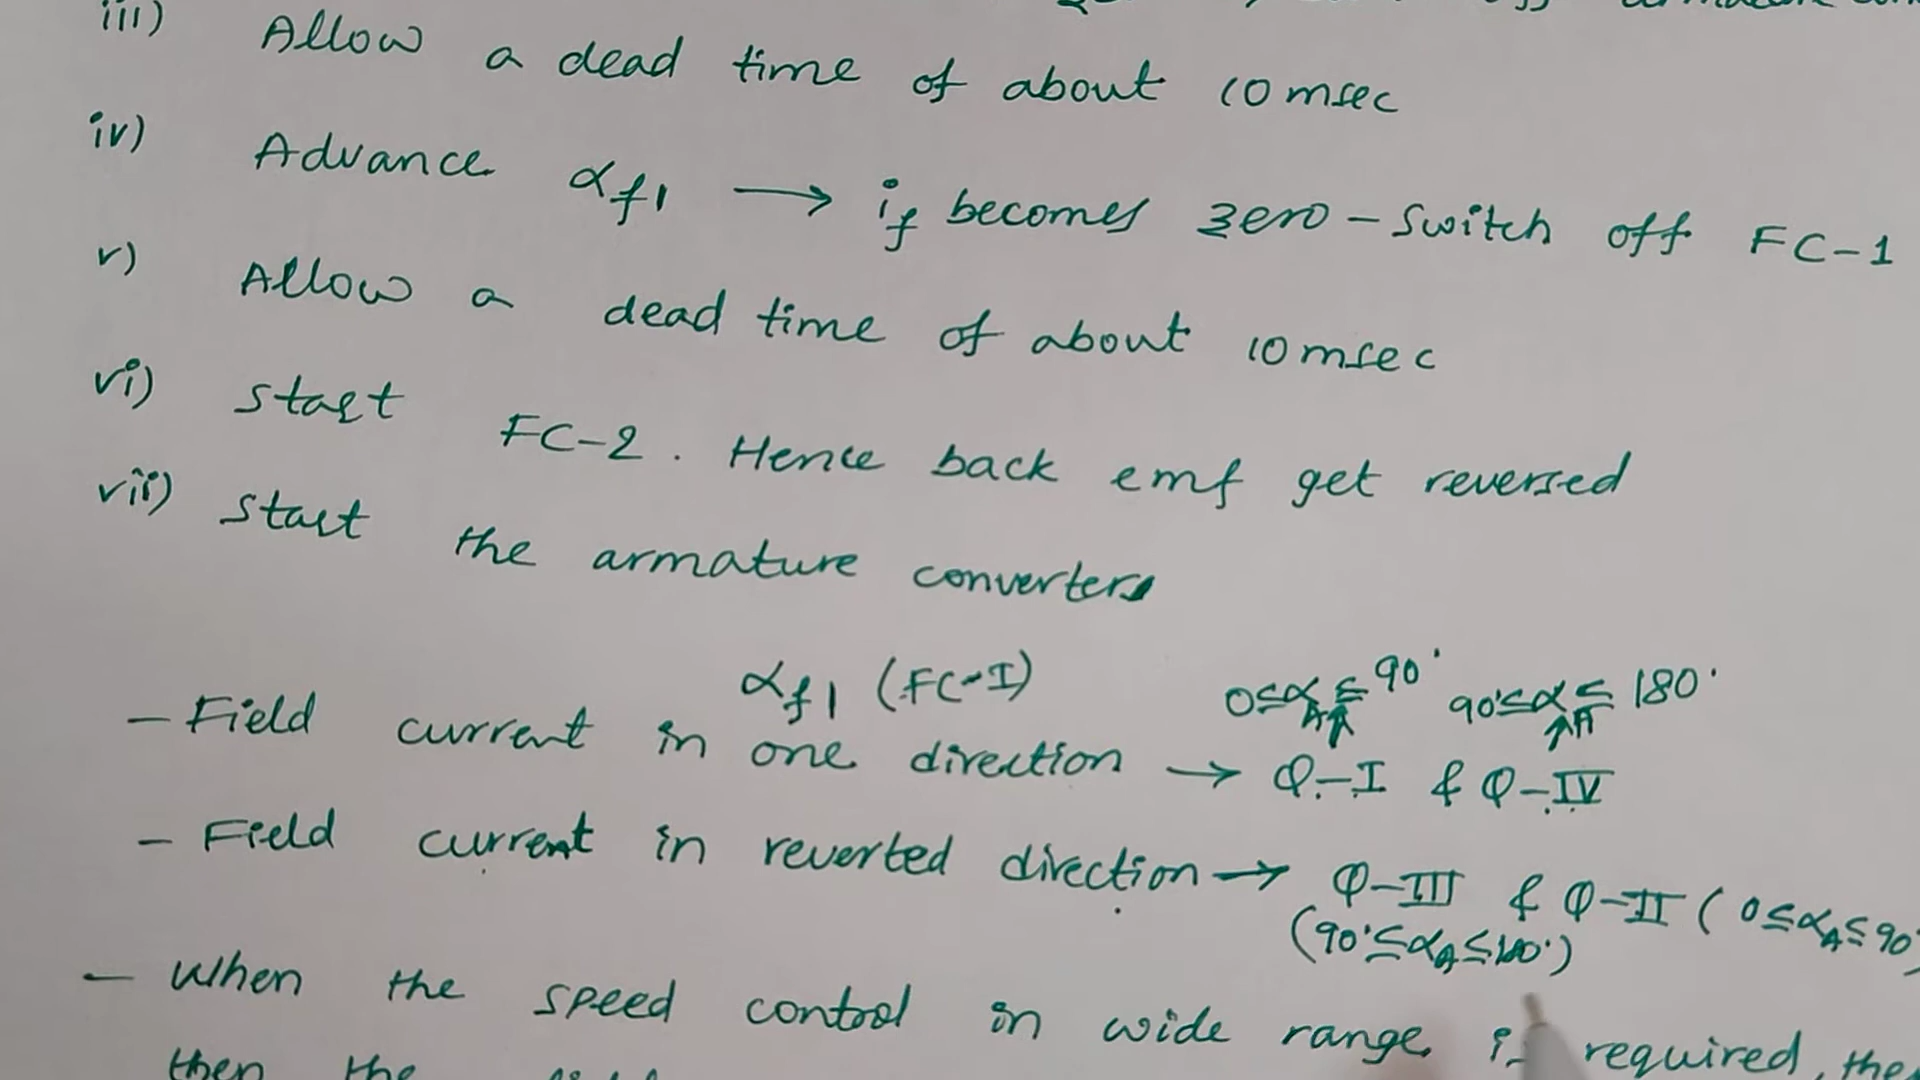 iii) Allow a dead time of about 10 msec
iv) Advance αf1 → if becomes zero - switch off FC-1
v) Allow a dead time of about 10 msec
vi) Start FC-2. Hence back emf get reversed
vii) Start the armature converters
αf1 (FC-I) 0≤αA≤90° 90°≤αA≤180°
- Field current in one direction → Q-I & Q-IV
- Field current in reverted direction → Q-III & Q-II (0≤αA≤90
(90°≤αA≤180°)
- When the speed control in wide range is required, the
then the